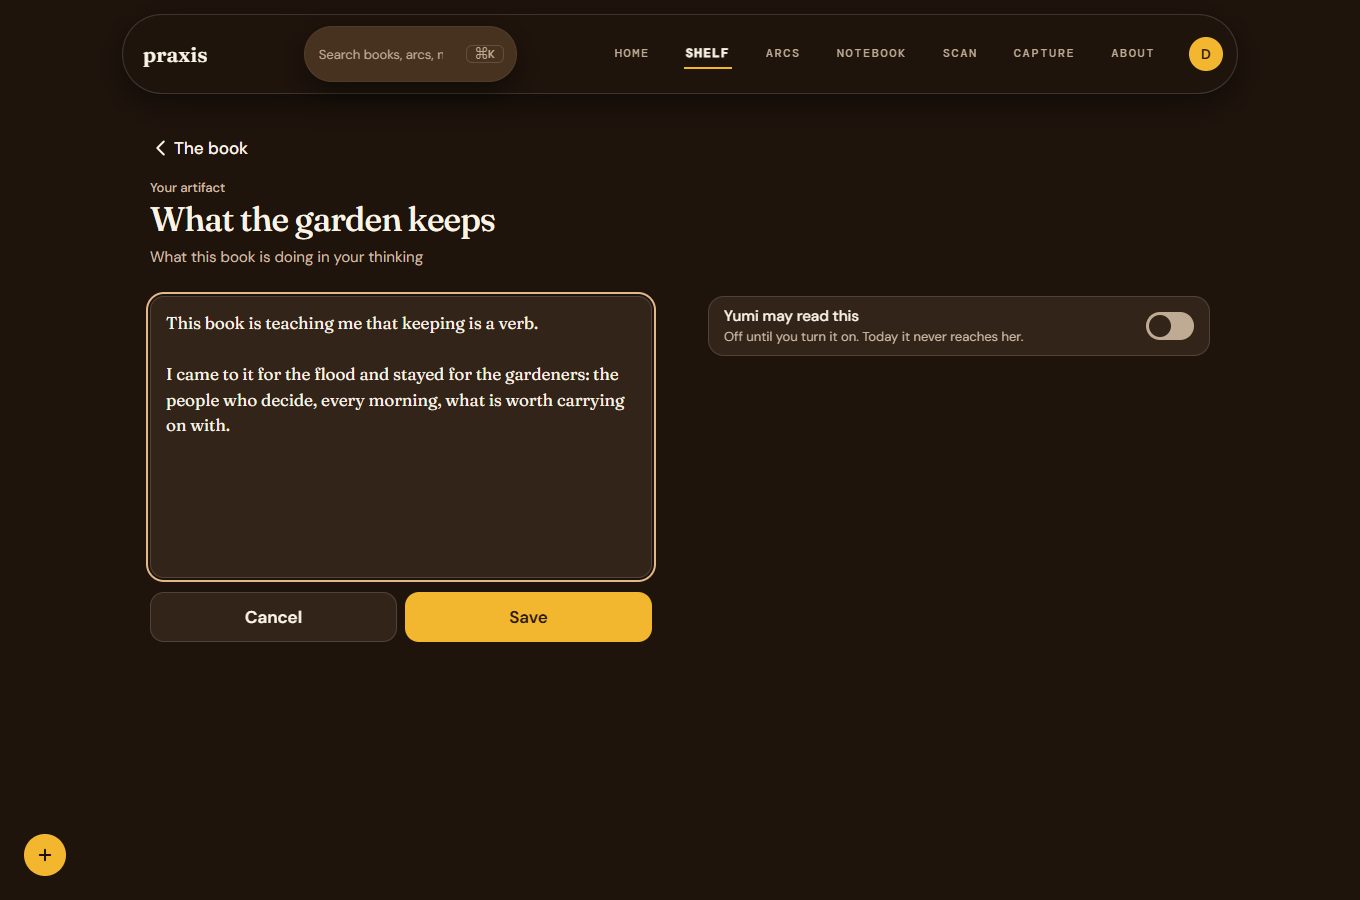 praxis
Search books, arcs, n
⌘K
HOME
SHELF
ARCS
NOTEBOOK
SCAN
CAPTURE
ABOUT
D
The book
Your artifact
What the garden keeps
What this book is doing in your thinking
This book is teaching me that keeping is a verb.
I came to it for the flood and stayed for the gardeners: the
people who decide, every morning, what is worth carrying
on with.
Yumi may read this
Off until you turn it on. Today it never reaches her.
Cancel
Save
+